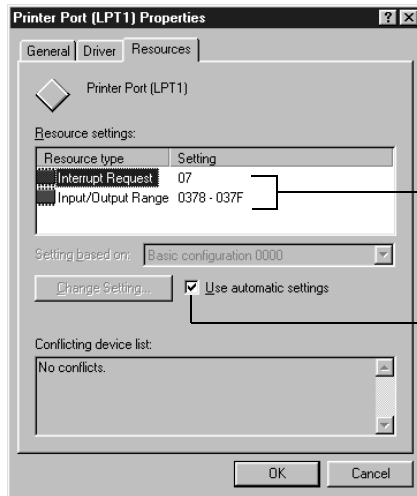 Printer Port (LPT1) Properties
General Driver Resources
Printer Port (LPT1)
Resource settings:
Resource type Setting
Interrupt Request 07
Input/Output Range 0378 - 037F
Setting based on: Basic configuration 0000
Change Setting... Use automatic settings
Conflicting device list:
No conflicts.
OK Cancel